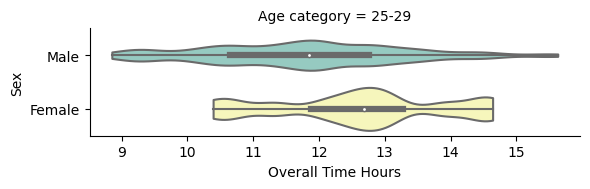 Age category = 25-29
Sex
Male
Female
9 10 11 12 13 14 15
Overall Time Hours